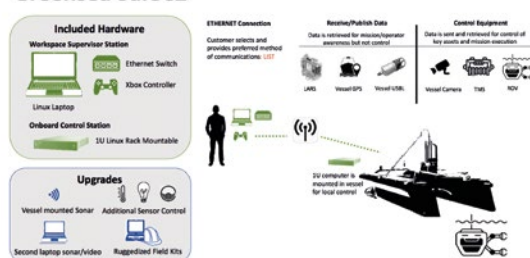 Included Hardware
Workspace Supervisor Station
Ethernet Switch
Xbox Controller
Linux Laptop
Onboard Control Station
1U Linux Rack Mountable
Upgrades
Vessel mounted Sonar
Additional Sensor Control
Second laptop sonar/video
Ruggedized Field Kits
ETHERNET Connection
Customer selects and
provides preferred method
of communications: LIST
Receive/Publish Data
Data is retrieved for mission/operator
awareness but not control
LARS
Vessel GPS
Vessel USBL
Control Equipment
Data is sent and retrieved for control of
key assets and mission execution
Vessel Camera
TMS
ROV
1U computer is
mounted in vessel
for local control